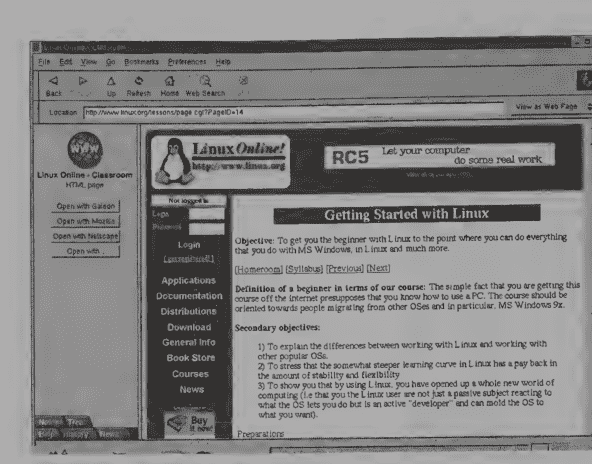 File Edit View Go Bookmarks Preferences Help
Back Up Refresh Home Web Search
Location http://www.linux.org/lessons/page.cgi?PageID=14 View as Web Page
Linux Online - Classroom
HTML page
Open with Galeon
Open with Mozilla
Open with Netscape
Open with...
Linux Online!
http://www.linux.org
RC5 Let your computer
do some real work
Not logged in
Login
Password
Login
Applications
Documentation
Distributions
Download
General Info
Book Store
Courses
News
Buy
it now!
Getting Started with Linux
Objective: To get you the beginner with Linux to the point where you can do everything
that you do with MS Windows, in Linux and much more.
[Homeroom] [Syllabus] [Previous] [Next]
Definition of a beginner in terms of our course: The simple fact that you are getting this
course off the internet presupposes that you know how to use a PC. The course should be
oriented towards people migrating from other OSes and in particular, MS Windows 9x.
Secondary objectives:
1) To explain the differences between working with Linux and working with
other popular OSs.
2) To stress that the somewhat steeper learning curve in Linux has a pay back in
the amount of stability and flexibility
3) To show you that by using Linux, you have opened up a whole new world of
computing (i.e that you the Linux user are not just a passive subject reacting to
what the OS lets you do but is an active "developer" and can mold the OS to
what you want).
Preparations
Tree
History
News